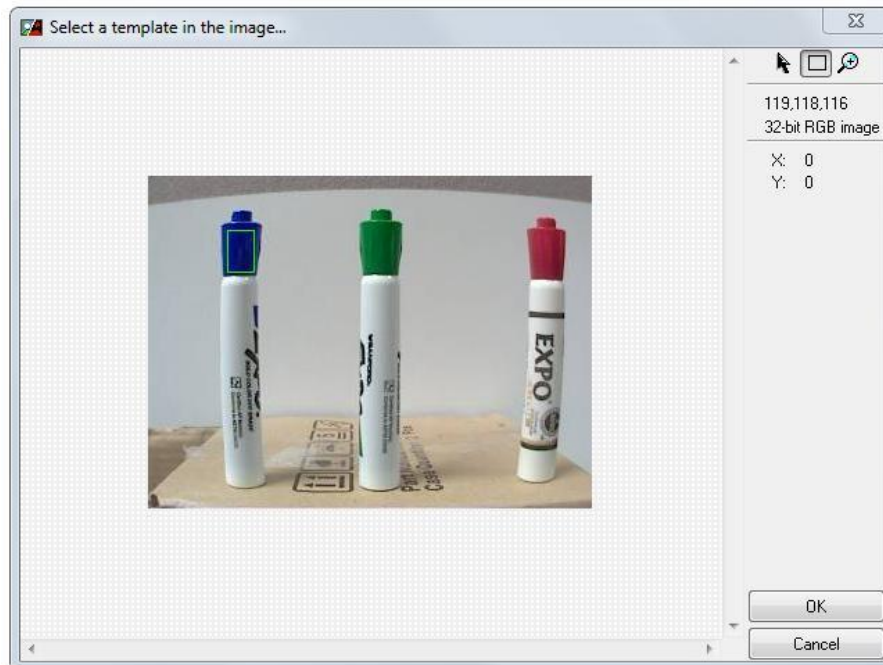 Select a template in the image...
119,118,116
32-bit RGB image
X: 0
Y: 0
EXPO
OK
Cancel